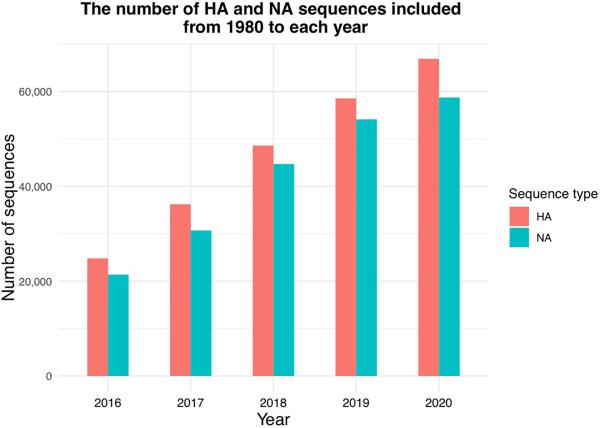 The number of HA and NA sequences included
from 1980 to each year
Number of sequences
60,000
40,000
20,000
0
2016 2017 2018 2019 2020
Year
Sequence type
HA
NA